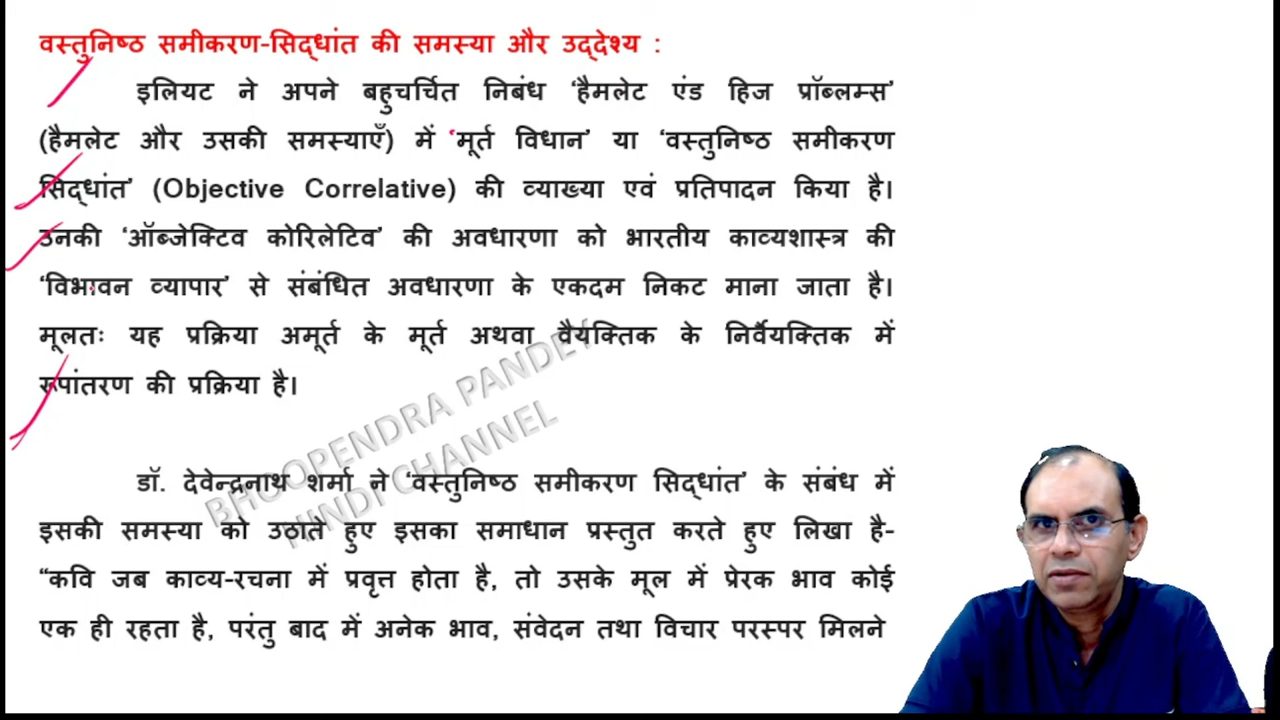 वस्तुनिष्ठ समीकरण-सिद्धांत की समस्या और उद्देश्य :
इलियट ने अपने बहुचर्चित निबंध ‘हैमलेट एंड हिज प्रॉब्लम्स’
(हैमलेट और उसकी समस्याएँ) में ‘मूर्त विधान’ या ‘वस्तुनिष्ठ समीकरण
सिद्धांत’ (Objective Correlative) की व्याख्या एवं प्रतिपादन किया है।
उनकी ‘ऑब्जेक्टिव कोरिलेटिव’ की अवधारणा को भारतीय काव्यशास्त्र की
‘विभावन व्यापार’ से संबंधित अवधारणा के एकदम निकट माना जाता है।
मूलतः यह प्रक्रिया अमूर्त के मूर्त अथवा वैयक्तिक के निर्वैयक्तिक में
रूपांतरण की प्रक्रिया है।
BHOOPENDRA PANDEY
HINDI CHANNEL
डॉ. देवेन्द्रनाथ शर्मा ने ‘वस्तुनिष्ठ समीकरण सिद्धांत’ के संबंध में
इसकी समस्या को उठाते हुए इसका समाधान प्रस्तुत करते हुए लिखा है-
“कवि जब काव्य-रचना में प्रवृत्त होता है, तो उसके मूल में प्रेरक भाव कोई
एक ही रहता है, परंतु बाद में अनेक भाव, संवेदन तथा विचार परस्पर मिलने